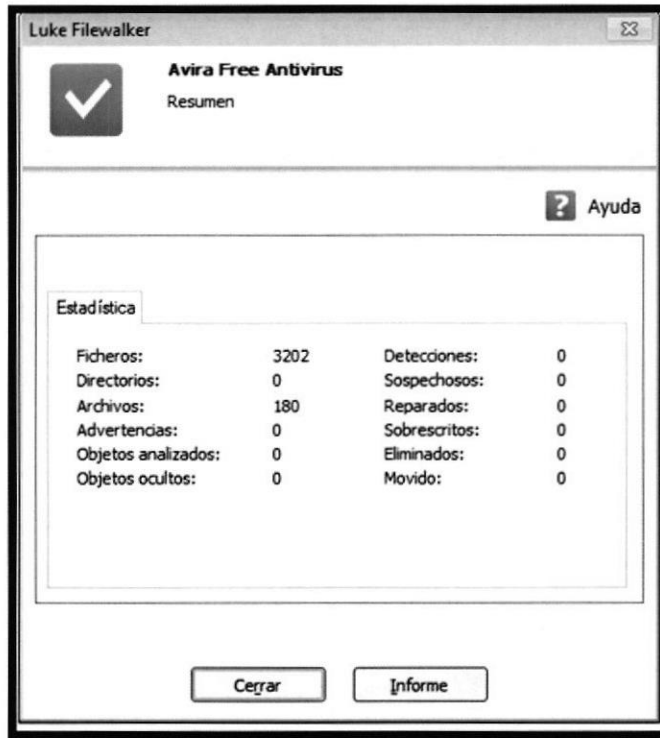 Luke Filewalker
Avira Free Antivirus
Resumen
? Ayuda
Estadística
Ficheros: 3202 Detecciones: 0
Directorios: 0 Sospechosos: 0
Archivos: 180 Reparados: 0
Advertencias: 0 Sobrescritos: 0
Objetos analizados: 0 Eliminados: 0
Objetos ocultos: 0 Movido: 0
Cerrar Informe